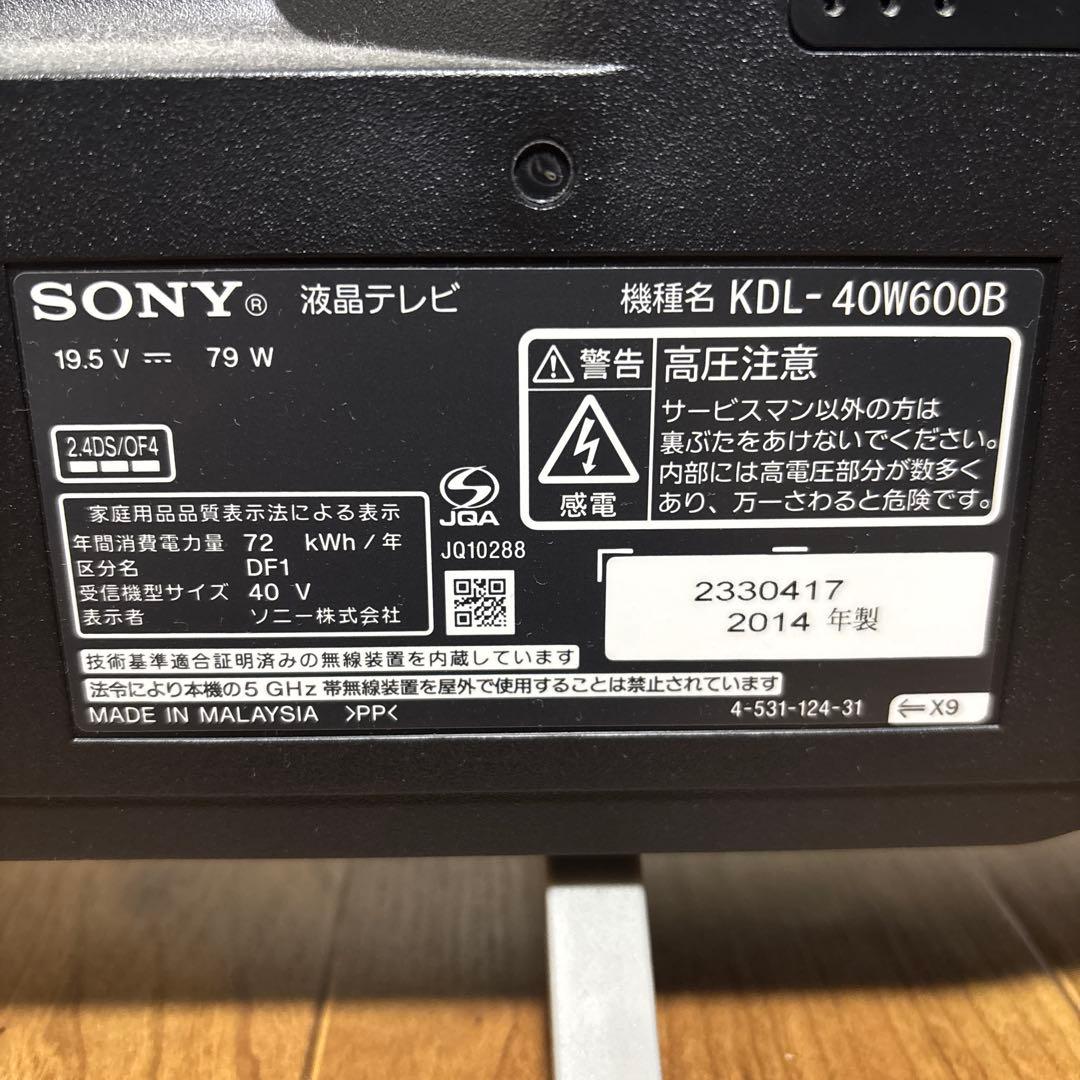 SONY® 液晶テレビ 機種名 KDL- 40W600B
19.5 V ⎓ 79 W
警告 高圧注意
感電
サービスマン以外の方は
裏ぶたをあけないでください。
内部には高電圧部分が数多く
あり、万一さわると危険です。
2.4DS/OF4
家庭用品品質表示法による表示
年間消費電力量 72 kWh/年
区分名 DF1
受信機型サイズ 40 V
表示者 ソニー株式会社
JQA
JQ10288
2330417
2014 年製
技術基準適合証明済みの無線装置を内蔵しています
法令により本機の5 GHz帯無線装置を屋外で使用することは禁止されています
MADE IN MALAYSIA >PP< 4-531-124-31 ⇐X9